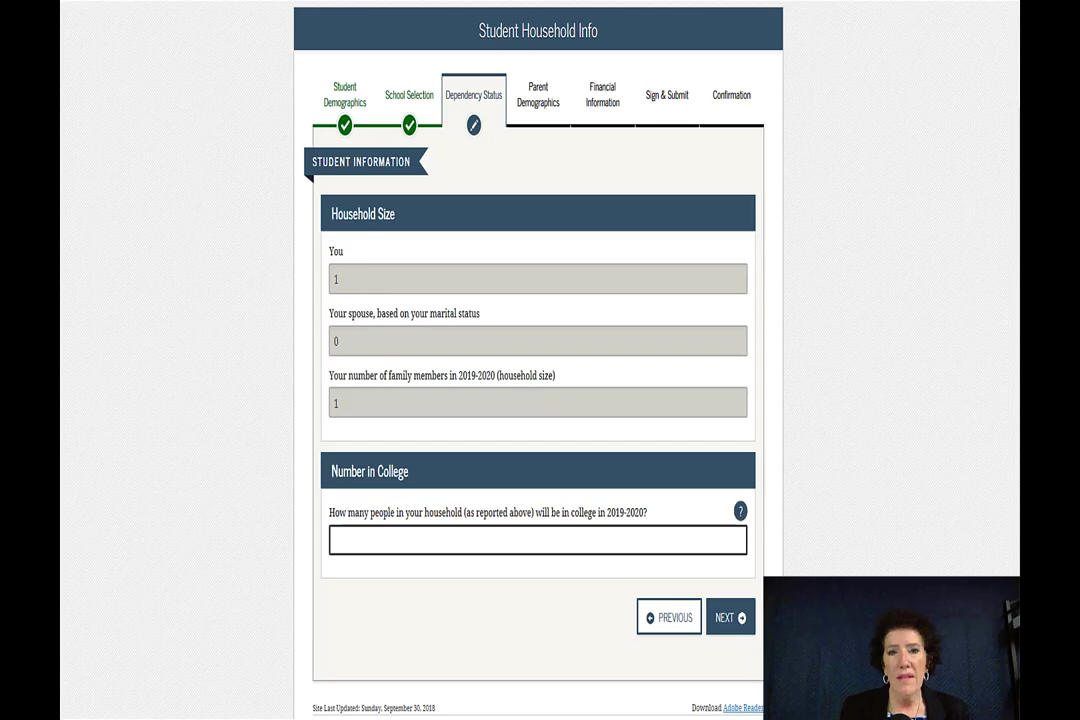 Student Household Info
Student
Demographics
School Selection
Dependency Status
Parent
Demographics
Financial
Information
Sign & Submit
Confirmation
STUDENT INFORMATION
Household Size
You
1
Your spouse, based on your marital status
0
Your number of family members in 2019-2020 (household size)
1
Number in College
How many people in your household (as reported above) will be in college in 2019-2020?
?
PREVIOUS
NEXT
Site Last Updated: Sunday, September 30, 2018
Download Adobe Reader